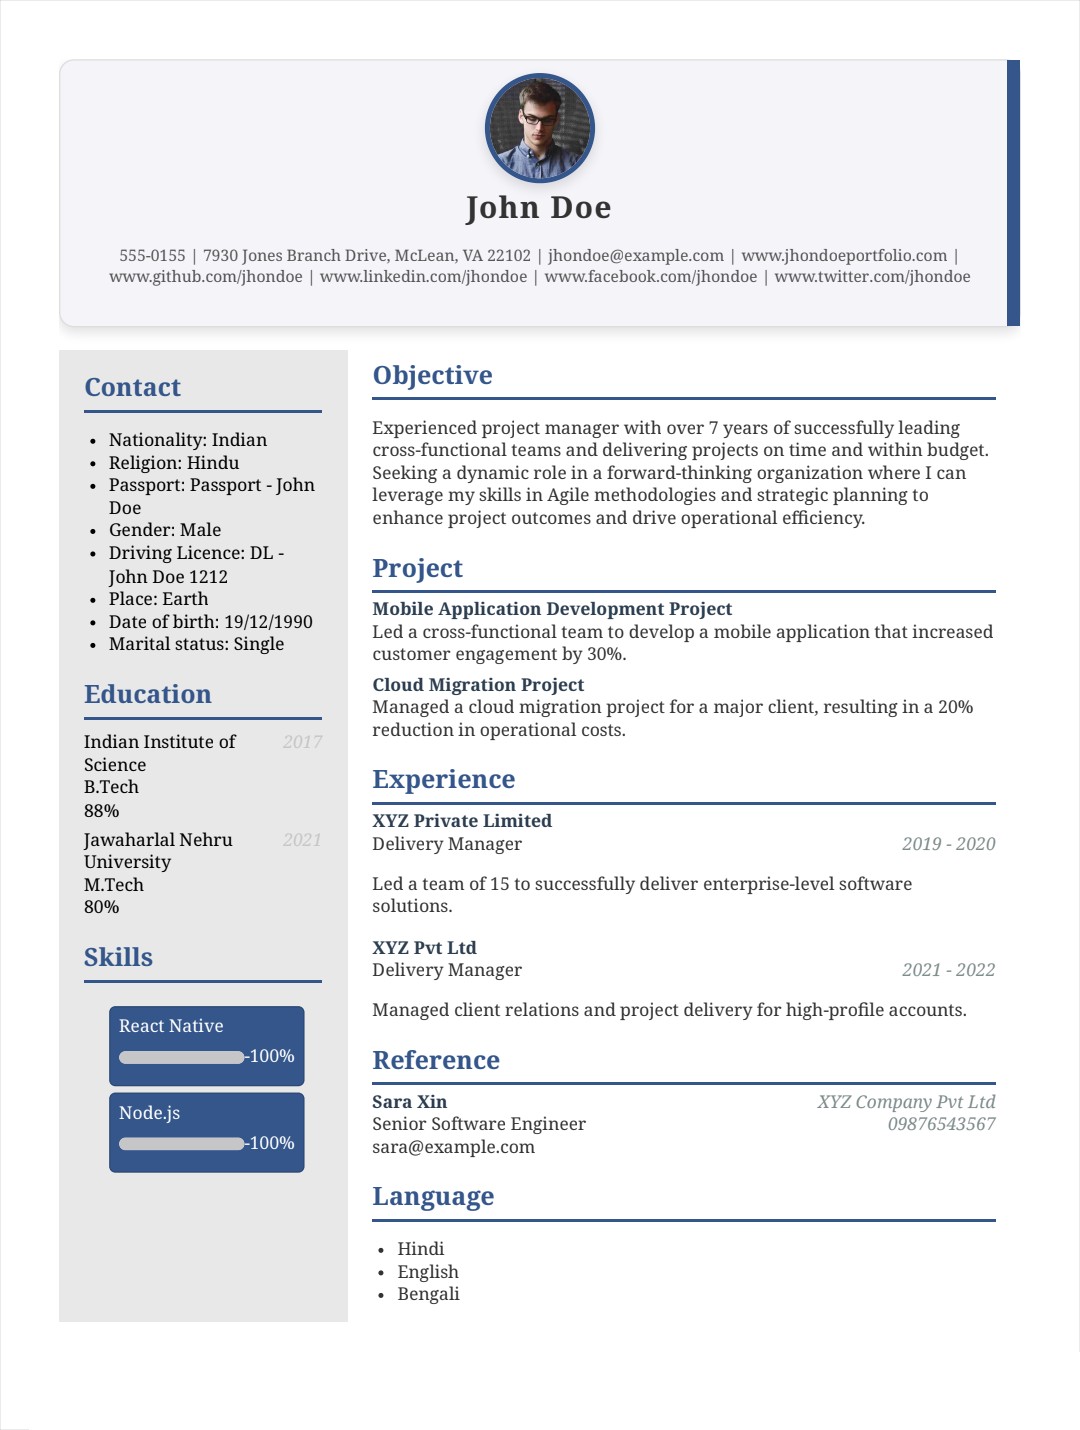 John Doe
555-0155 | 7930 Jones Branch Drive, McLean, VA 22102 | jhondoe@example.com | www.jhondoeportfolio.com |
www.github.com/jhondoe | www.linkedin.com/jhondoe | www.facebook.com/jhondoe | www.twitter.com/jhondoe
Contact
• Nationality: Indian
• Religion: Hindu
• Passport: Passport - John
Doe
• Gender: Male
• Driving Licence: DL -
John Doe 1212
• Place: Earth
• Date of birth: 19/12/1990
• Marital status: Single
Education
Indian Institute of 2017
Science
B.Tech
88%
Jawaharlal Nehru 2021
University
M.Tech
80%
Skills
React Native
-100%
Node.js
-100%
Objective
Experienced project manager with over 7 years of successfully leading
cross-functional teams and delivering projects on time and within budget.
Seeking a dynamic role in a forward-thinking organization where I can
leverage my skills in Agile methodologies and strategic planning to
enhance project outcomes and drive operational efficiency.
Project
Mobile Application Development Project
Led a cross-functional team to develop a mobile application that increased
customer engagement by 30%.
Cloud Migration Project
Managed a cloud migration project for a major client, resulting in a 20%
reduction in operational costs.
Experience
XYZ Private Limited
Delivery Manager 2019 - 2020
Led a team of 15 to successfully deliver enterprise-level software
solutions.
XYZ Pvt Ltd
Delivery Manager 2021 - 2022
Managed client relations and project delivery for high-profile accounts.
Reference
Sara Xin XYZ Company Pvt Ltd
Senior Software Engineer 09876543567
sara@example.com
Language
• Hindi
• English
• Bengali